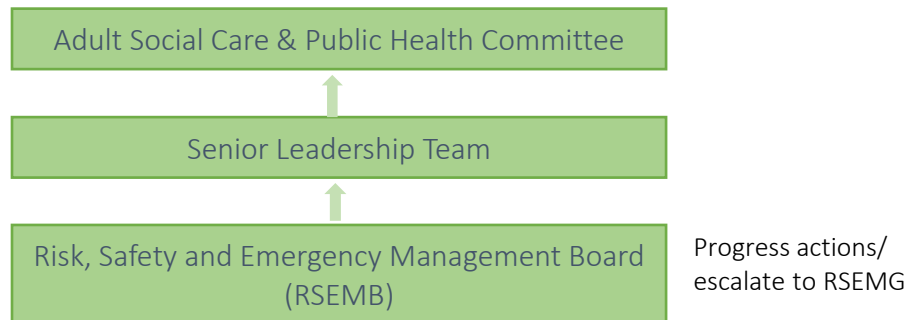 Adult Social Care & Public Health Committee
Senior Leadership Team
Risk, Safety and Emergency Management Board
(RSEMB)
Progress actions/
escalate to RSEMG